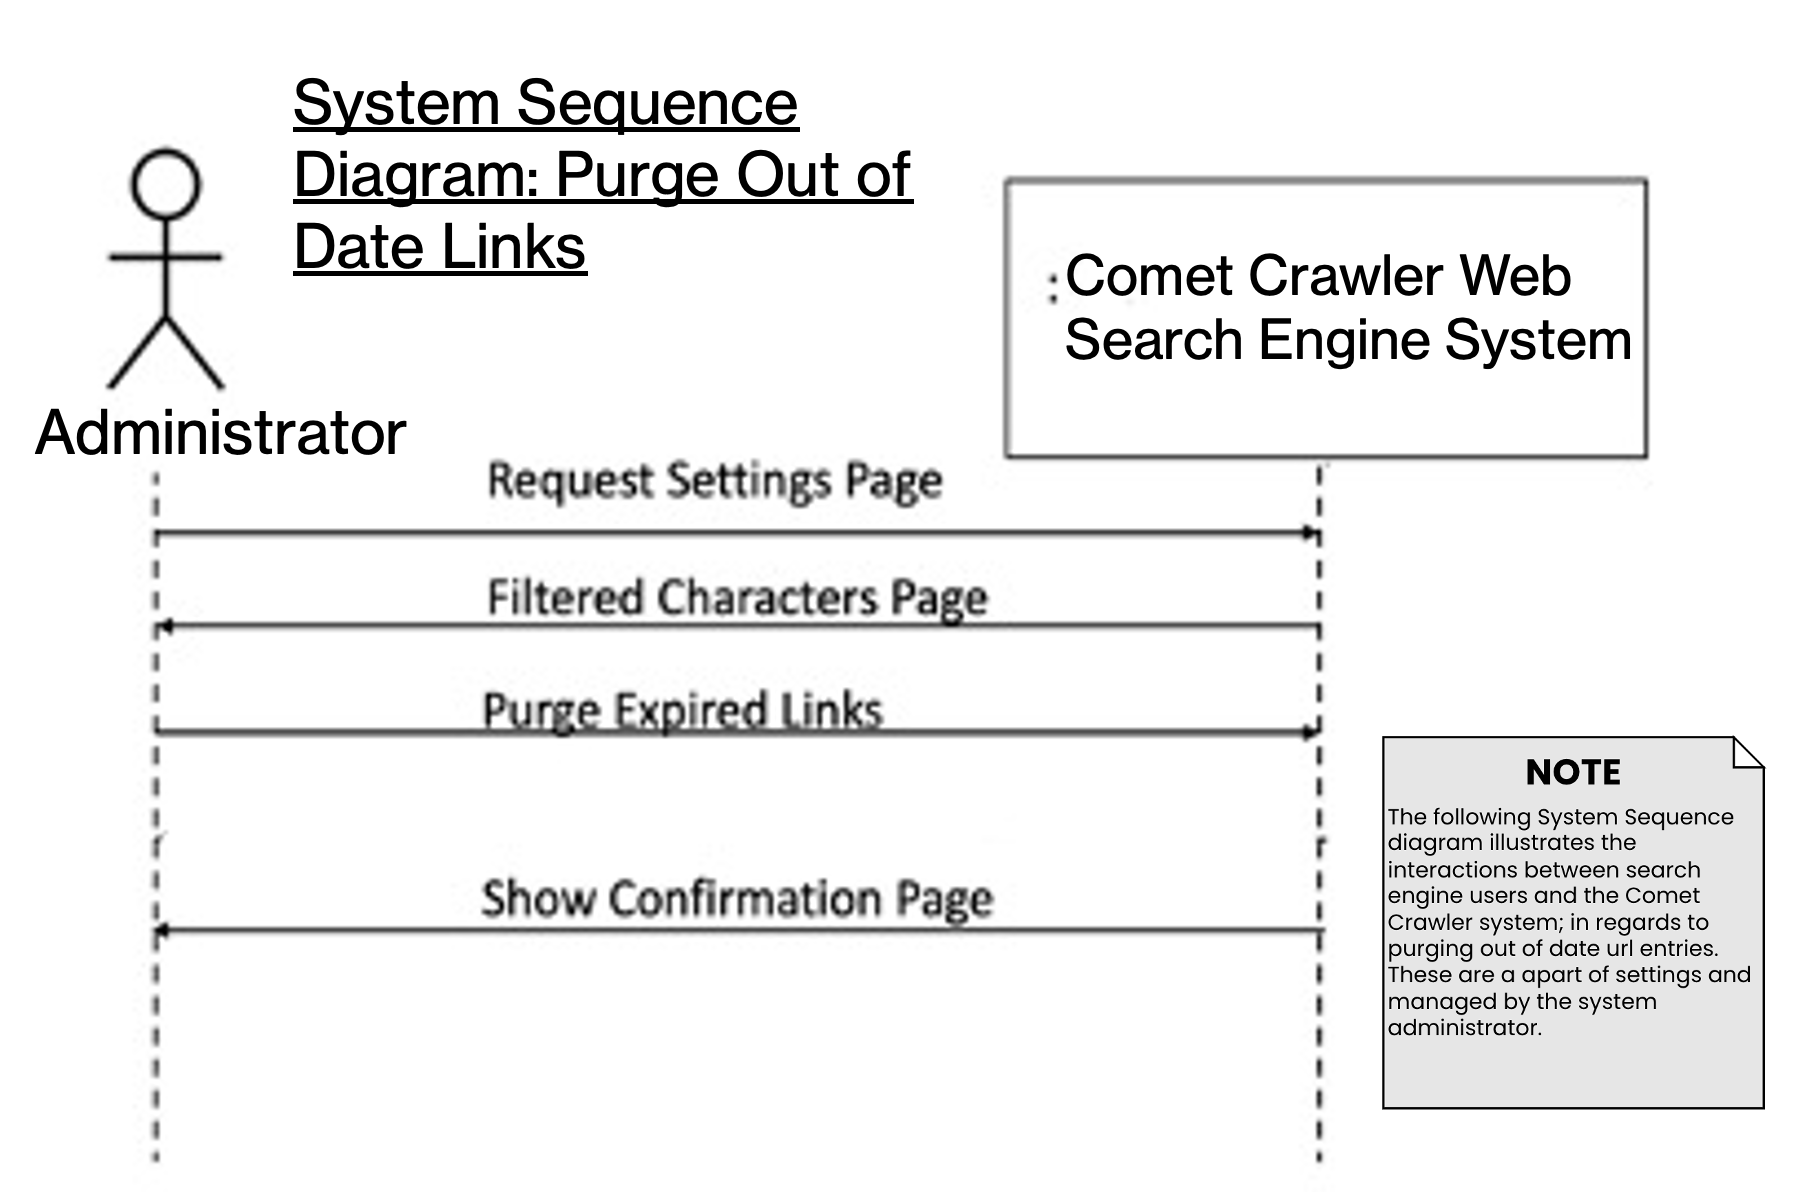 System Sequence
Diagram: Purge Out of
Date Links
:Comet Crawler Web
Search Engine System
Administrator
Request Settings Page
Filtered Characters Page
Purge Expired Links
Show Confirmation Page
NOTE
The following System Sequence
diagram illustrates the
interactions between search
engine users and the Comet
Crawler system; in regards to
purging out of date url entries.
These are a apart of settings and
managed by the system
administrator.